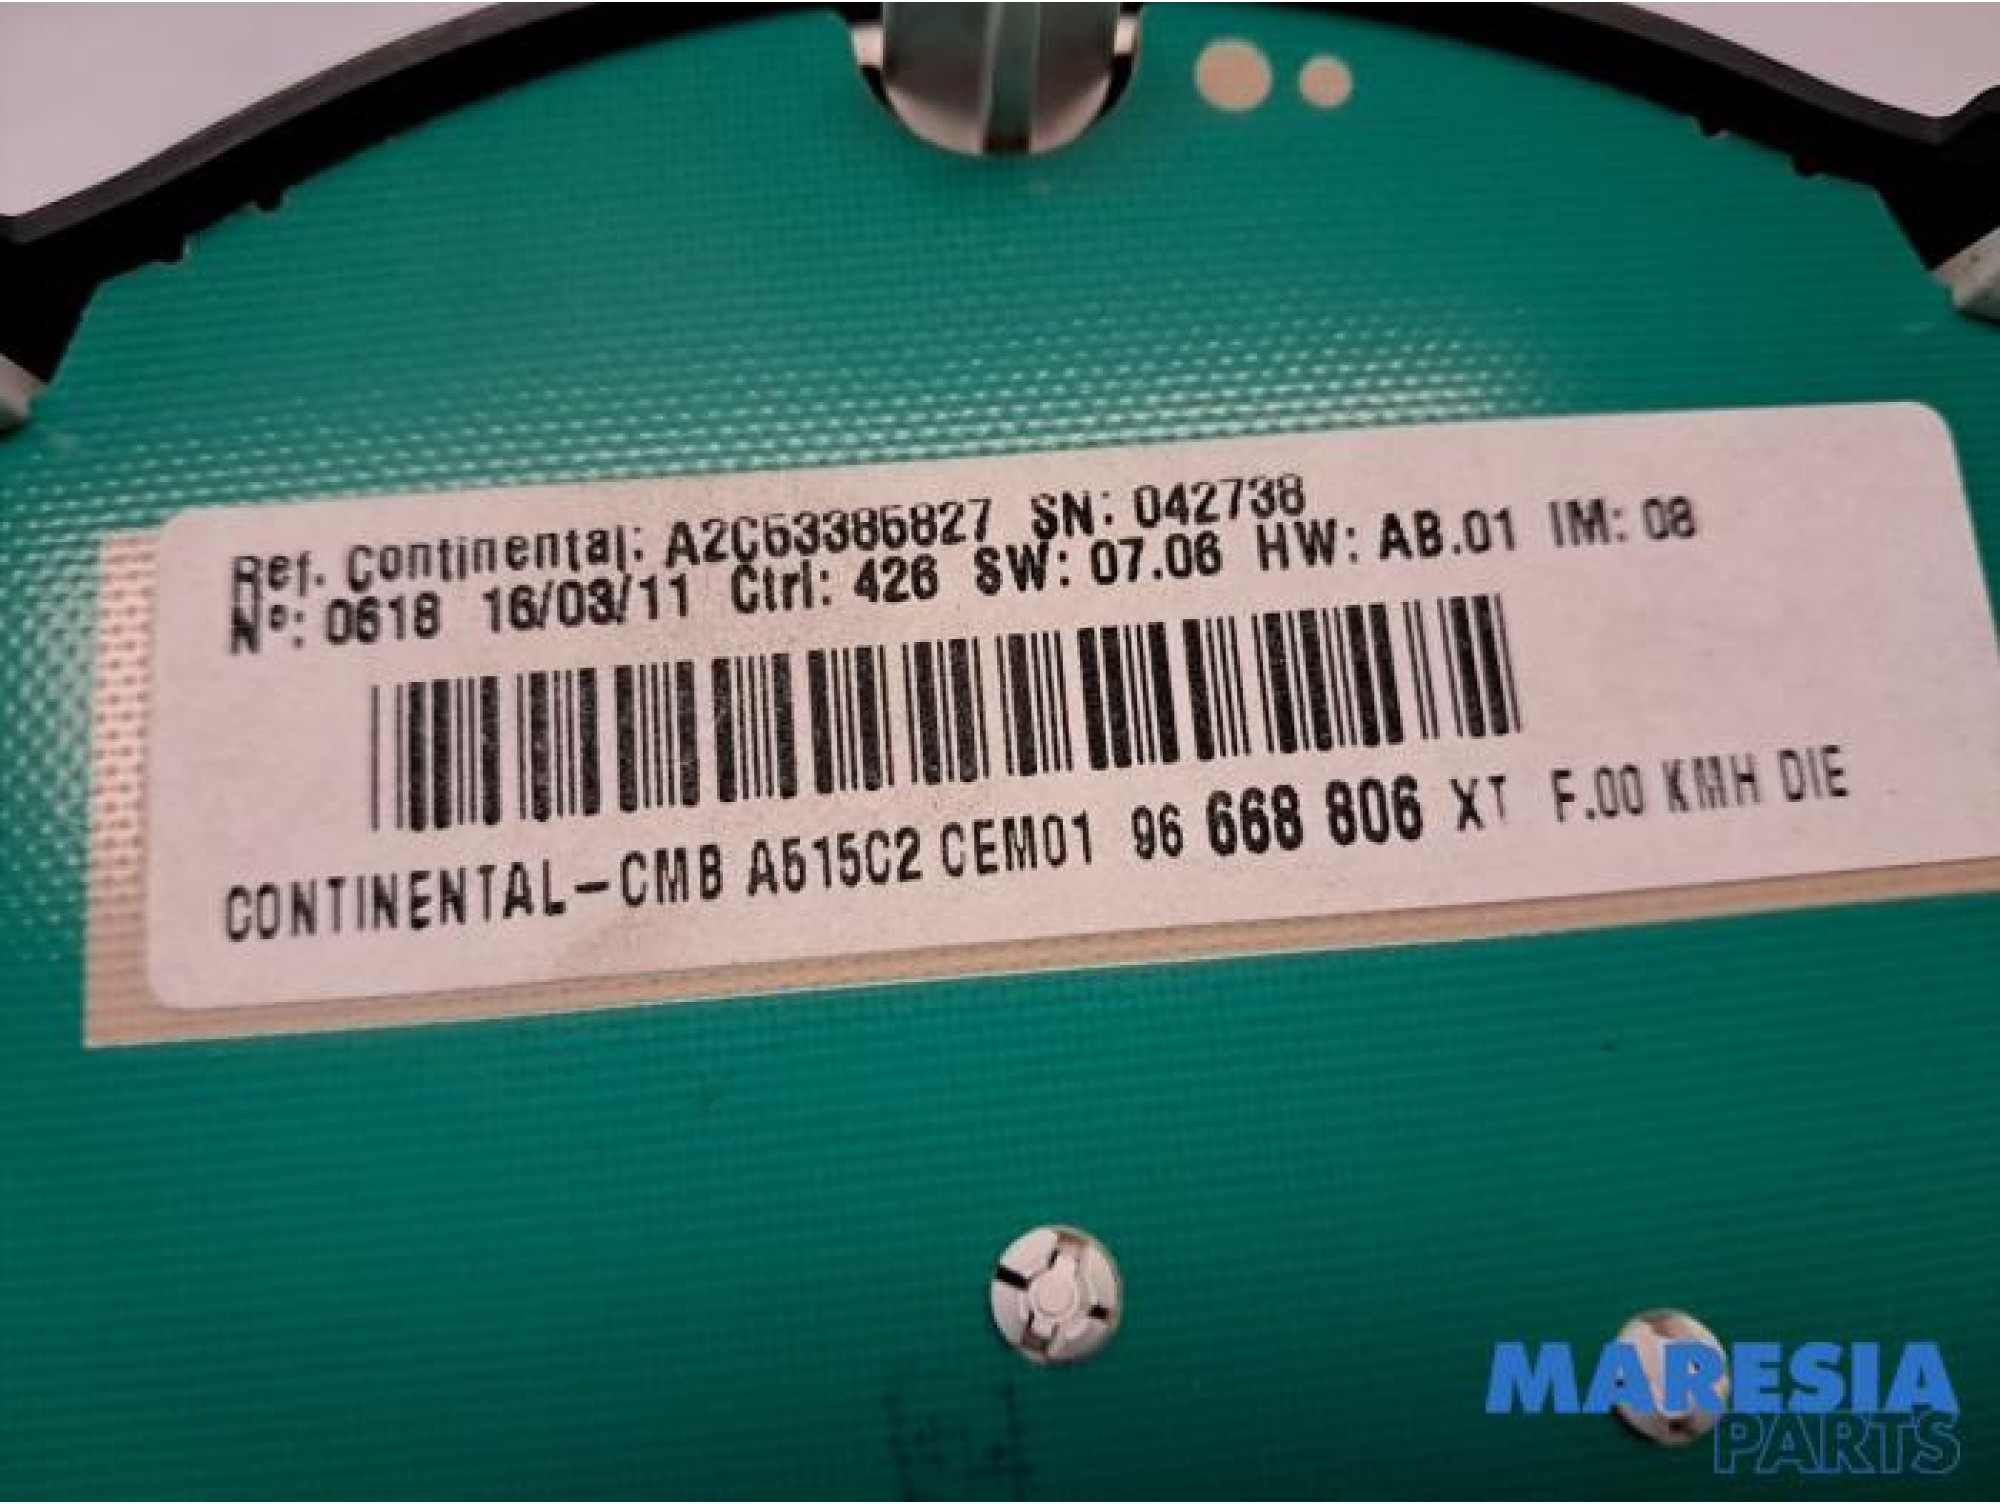 Ref. Continental: A2C53385827 SN: 042738
Nº: 0618 16/03/11 Ctrl: 426 SW: 07.06 HW: AB.01 IM: 08
CONTINENTAL-CMB A515C2 CEM01 96 668 806 XT F.00 KMH DIE
MARESIA
PARTS